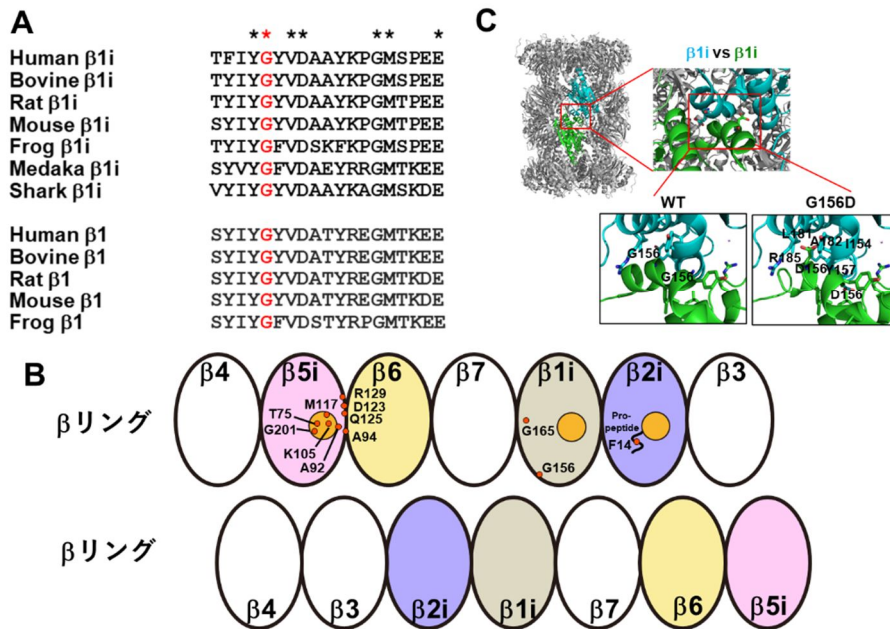 A
* * ** ** *
Human β1i TFIYGYVDAAYKPGMSPEE
Bovine β1i TYIYGYVDAAYKPGMSPEE
Rat β1i TYIYGYVDAAYKPGMTPEE
Mouse β1i TYIYGYVDAAYKPGMTPEE
Frog β1i TYIYGFVDSKFKPGMSPEE
Medaka β1i SYVYGFVDAEYRRGMTKEE
Shark β1i VYIYGYVDAAYKAGMSKDE
Human β1 SYIYGYVDATYREGMTKEE
Bovine β1 SYIYGYVDATYREGMTKEE
Rat β1 SYIYGYVDATYREGMTKDE
Mouse β1 SYIYGYVDATYREGMTKDE
Frog β1 SYIYGFVDSTYRPGMTKEE
C
β1i vs β1i
WT
G156D
G156
G156
L181
A182
I154
R185
D156
Y157
D156
B
βリング
β4
β5i
β6
β7
β1i
β2i
β3
M117
T75
G201
K105
A92
R129
D123
Q125
A94
G165
G156
Pro-
peptide
F14
βリング
β4
β3
β2i
β1i
β7
β6
β5i